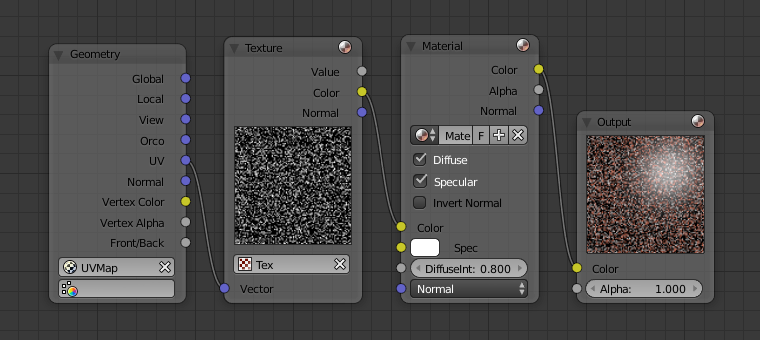 Geometry
Global
Local
View
Orco
UV
Normal
Vertex Color
Vertex Alpha
Front/Back
UVMap
Texture
Value
Color
Normal
Tex
Vector
Material
Color
Alpha
Normal
Mate F
Diffuse
Specular
Invert Normal
Color
Spec
DiffuseInt: 0.800
Normal
Output
Color
Alpha: 1.000